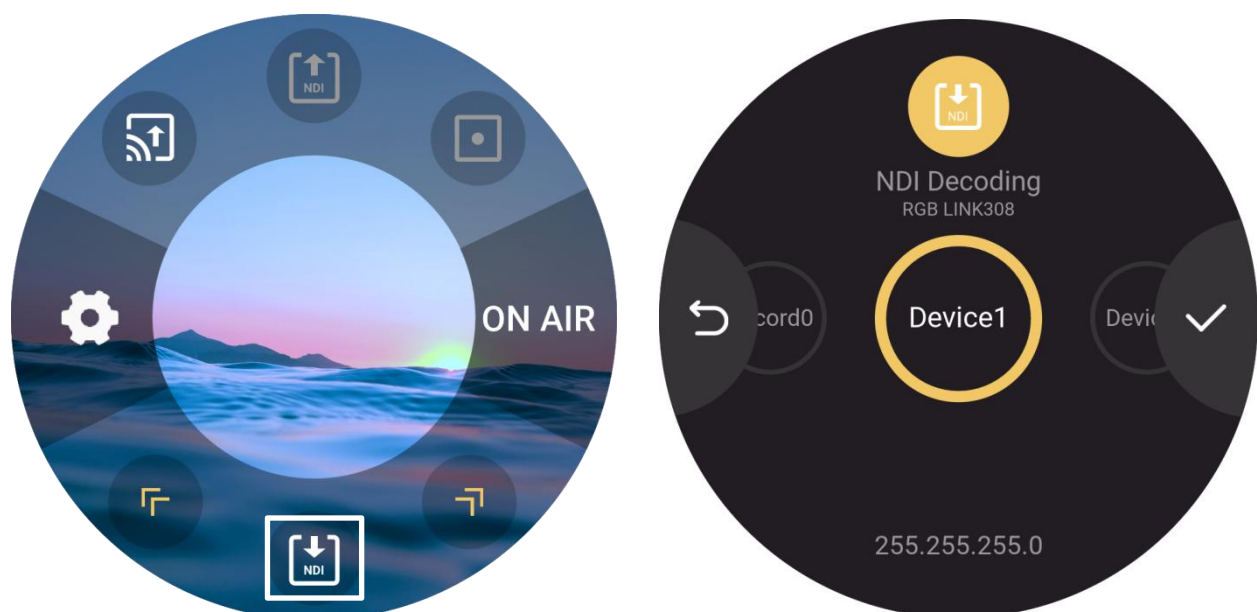 NDI
ON AIR
NDI
NDI
NDI Decoding
RGB LINK308
cord0
Device1
Devic
255.255.255.0